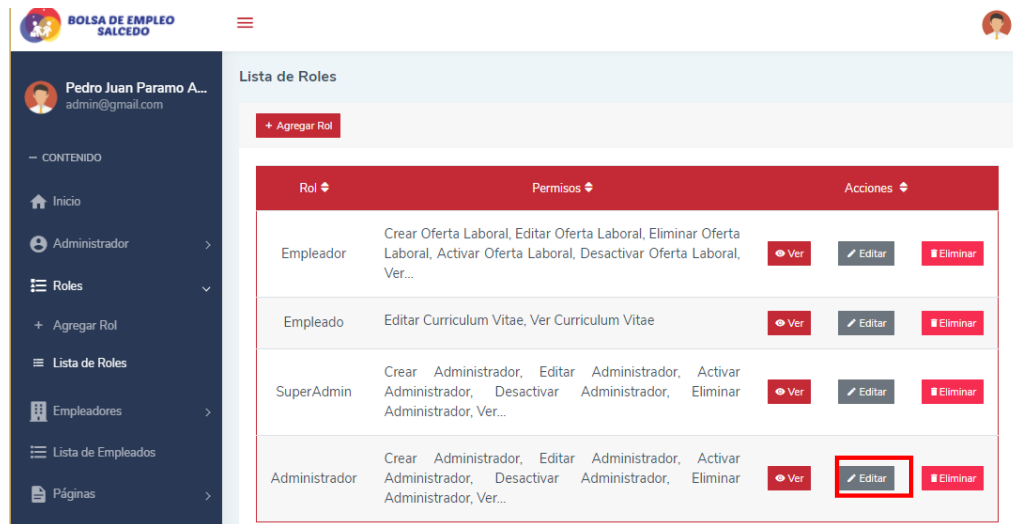 BOLSA DE EMPLEO
SALCEDO
Pedro Juan Paramo A...
admin@gmail.com
— CONTENIDO
Inicio
Administrador
Roles
+ Agregar Rol
Lista de Roles
Empleadores
Lista de Empleados
Páginas
Lista de Roles
+ Agregar Rol
Rol Permisos Acciones
Empleador
Crear Oferta Laboral, Editar Oferta Laboral, Eliminar Oferta
Laboral, Activar Oferta Laboral, Desactivar Oferta Laboral,
Ver...
Ver Editar Eliminar
Empleado
Editar Curriculum Vitae, Ver Curriculum Vitae
Ver Editar Eliminar
SuperAdmin
Crear Administrador, Editar Administrador, Activar
Administrador, Desactivar Administrador, Eliminar
Administrador, Ver...
Ver Editar Eliminar
Administrador
Crear Administrador, Editar Administrador, Activar
Administrador, Desactivar Administrador, Eliminar
Administrador, Ver...
Ver Editar Eliminar